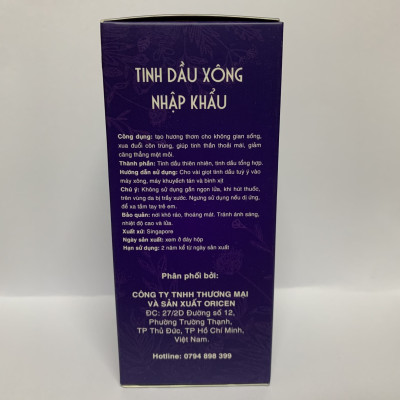 TINH DẦU XÔNG
NHẬP KHẨU
Công dụng: tạo hương thơm cho không gian sống,
xua đuổi côn trùng, giúp tinh thần thoải mái, giảm
căng thẳng mệt mỏi.
Thành phần: Tinh dầu thiên nhiên, tinh dầu tổng hợp.
Hướng dẫn sử dụng: Cho vài giọt tinh dầu tuỳ ý vào
máy xông, máy khuyếch tán và bình xịt
Chú ý: Không sử dụng gần ngọn lửa, khi hút thuốc,
trên vùng da bị trầy xước. Ngưng sử dụng nếu dị ứng.
để xa tầm tay trẻ em.
Bảo quản: nơi khô ráo, thoáng mát. Tránh ánh sáng,
nhiệt độ cao và lửa.
Xuất xứ: Singapore
Ngày sản xuất: xem ở đáy hộp
Hạn sử dụng: 2 năm kể từ ngày sản xuất
Phân phối bởi:
CÔNG TY TNHH THƯƠNG MẠI
VÀ SẢN XUẤT ORICEN
ĐC: 27/2D Đường số 12,
Phường Trường Thạnh,
TP Thủ Đức, TP Hồ Chí Minh,
Việt Nam.
Hotline: 0794 898 399